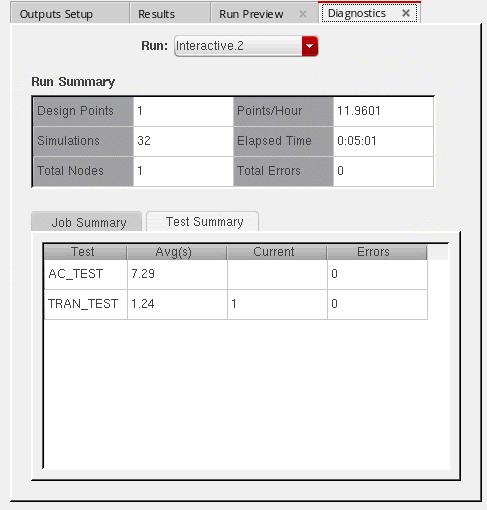 Outputs Setup Results Run Preview Diagnostics
Run: Interactive.2
Run Summary
Design Points 1 Points/Hour 11.9601
Simulations 32 Elapsed Time 0:05:01
Total Nodes 1 Total Errors 0
Job Summary Test Summary
Test Avg(s) Current Errors
AC_TEST 7.29 0
TRAN_TEST 1.24 1 0